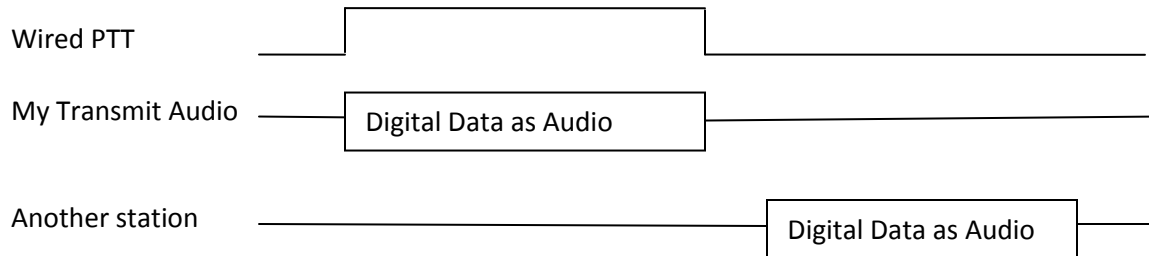 Wired PTT
My Transmit Audio
Digital Data as Audio
Another station
Digital Data as Audio